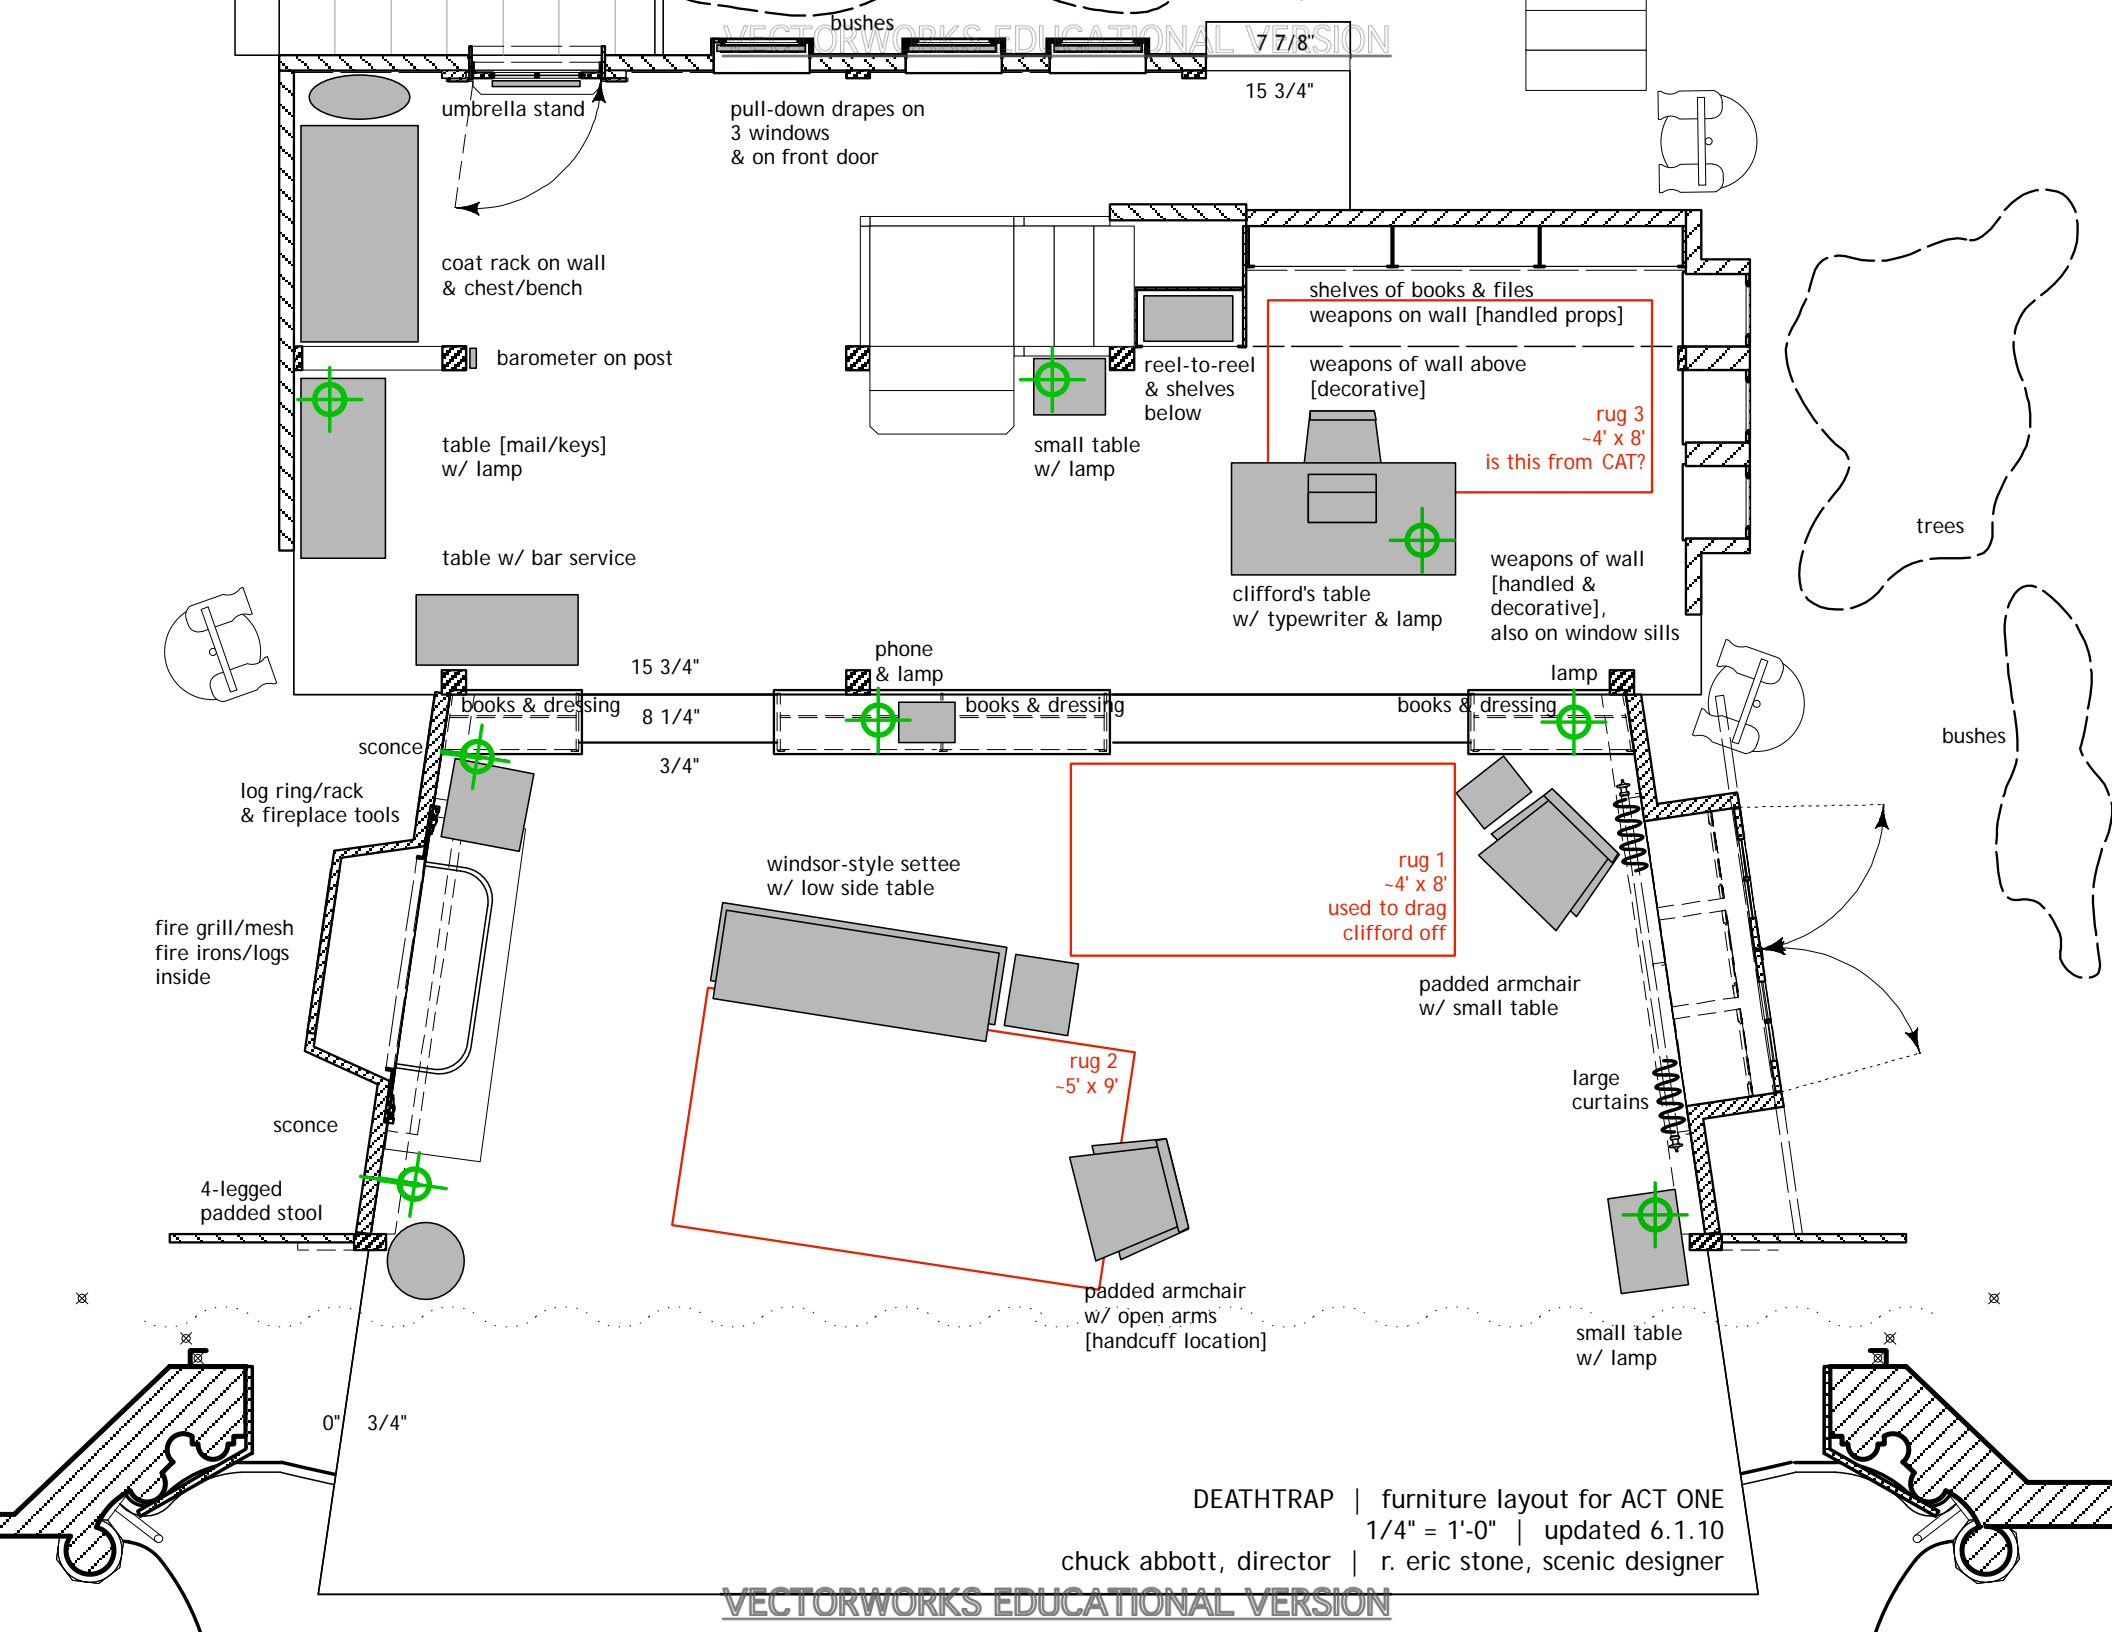 bushes
VECTORWORKS EDUCATIONAL VERSION
7 7/8"
15 3/4"
umbrella stand
pull-down drapes on
3 windows
& on front door
coat rack on wall
& chest/bench
shelves of books & files
weapons on wall [handled props]
barometer on post
reel-to-reel
& shelves
below
weapons of wall above
[decorative]
rug 3
~4' x 8'
is this from CAT?
table [mail/keys]
w/ lamp
small table
w/ lamp
trees
table w/ bar service
weapons of wall
[handled &
decorative],
also on window sills
clifford's table
w/ typewriter & lamp
15 3/4"
phone
& lamp
lamp
books & dressing
8 1/4"
books & dressing
books & dressing
sconce
3/4"
bushes
log ring/rack
& fireplace tools
windsor-style settee
w/ low side table
rug 1
~4' x 8'
used to drag
clifford off
fire grill/mesh
fire irons/logs
inside
padded armchair
w/ small table
rug 2
~5' x 9'
large
curtains
sconce
4-legged
padded stool
padded armchair
w/ open arms
[handcuff location]
small table
w/ lamp
0"
3/4"
DEATHTRAP | furniture layout for ACT ONE
1/4" = 1'-0" | updated 6.1.10
chuck abbott, director | r. eric stone, scenic designer
VECTORWORKS EDUCATIONAL VERSION